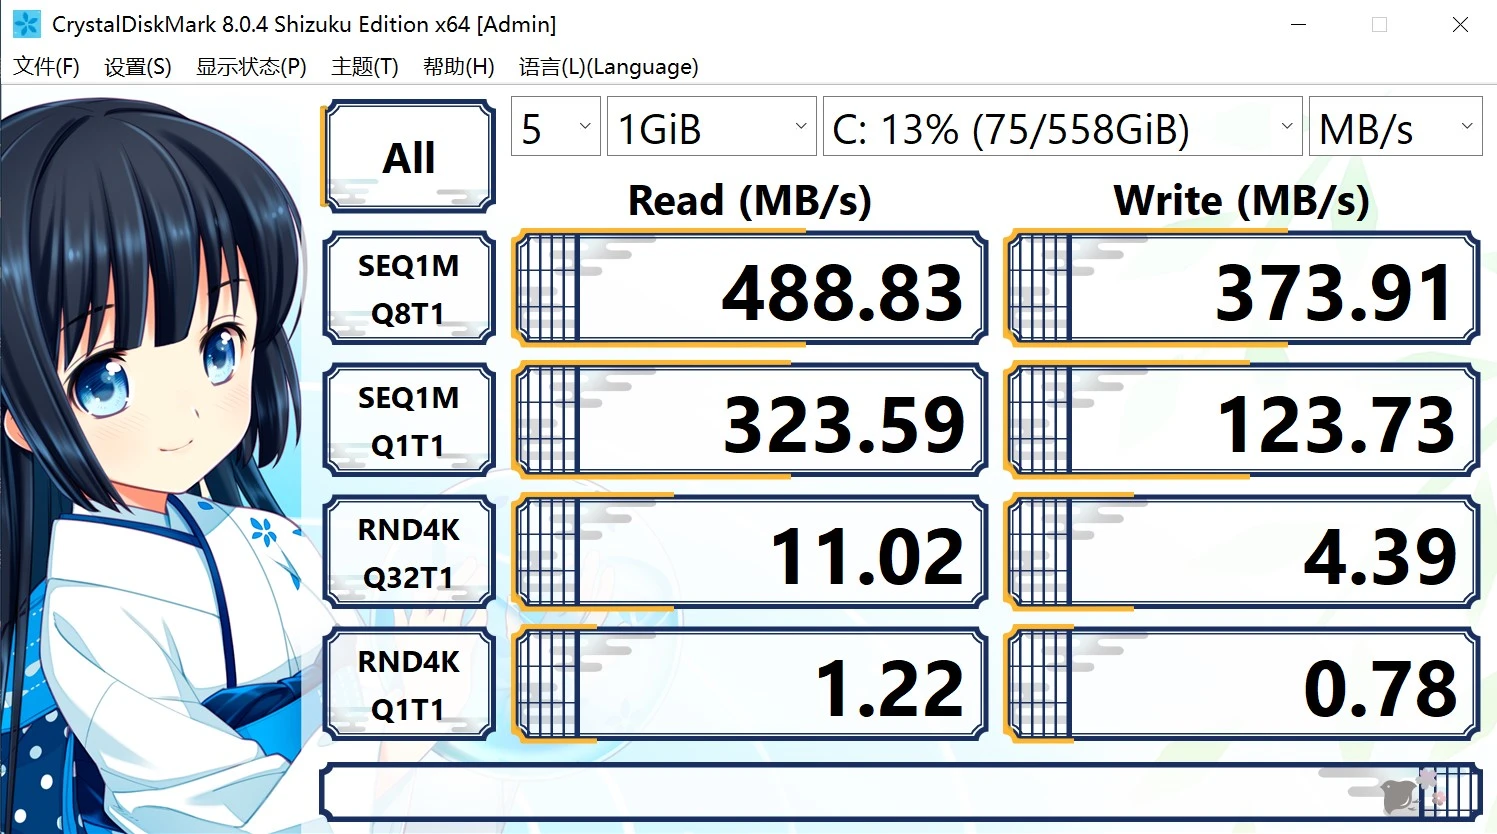 CrystalDiskMark 8.0.4 Shizuku Edition x64 [Admin]
文件(F) 设置(S) 显示状态(P) 主题(T) 帮助(H) 语言(L)(Language)
All 5 1GiB C: 13% (75/558GiB) MB/s
Read (MB/s) Write (MB/s)
SEQ1M
Q8T1 488.83 373.91
SEQ1M
Q1T1 323.59 123.73
RND4K
Q32T1 11.02 4.39
RND4K
Q1T1 1.22 0.78